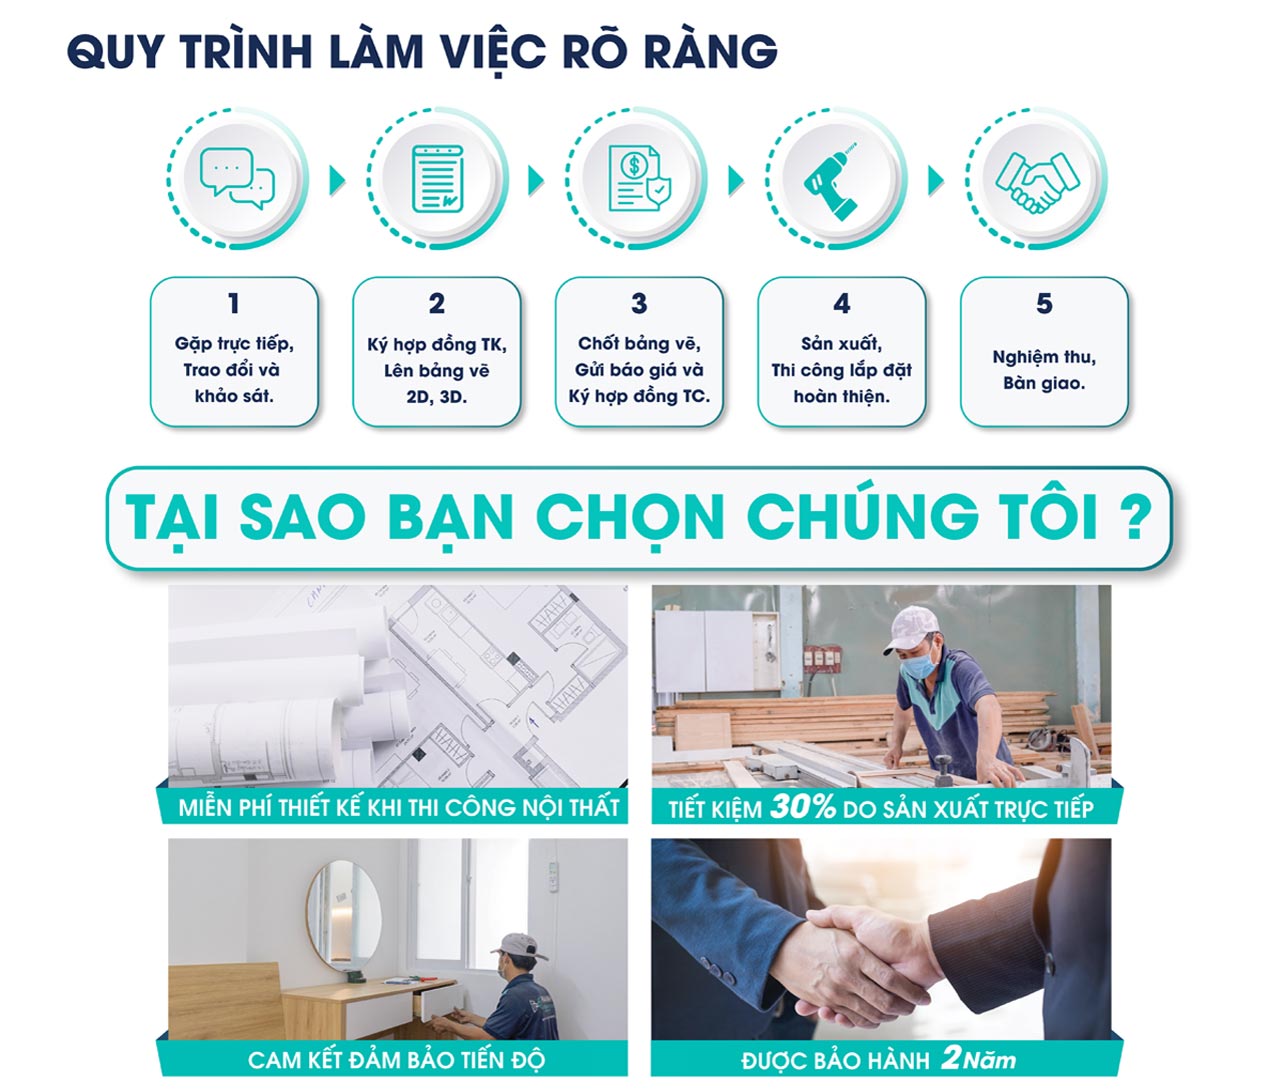 QUY TRÌNH LÀM VIỆC RÕ RÀNG
1
Gặp trực tiếp,
Trao đổi và
khảo sát.
2
Ký hợp đồng TK,
Lên bảng vẽ
2D, 3D.
3
Chốt bảng vẽ,
Gửi báo giá và
Ký hợp đồng TC.
4
Sản xuất,
Thi công lắp đặt
hoàn thiện.
5
Nghiệm thu,
Bàn giao.
TẠI SAO BẠN CHỌN CHÚNG TÔI ?
MIỄN PHÍ THIẾT KẾ KHI THI CÔNG NỘI THẤT
TIẾT KIỆM 30% DO SẢN XUẤT TRỰC TIẾP
CAM KẾT ĐẢM BẢO TIẾN ĐỘ
ĐƯỢC BẢO HÀNH 2Năm